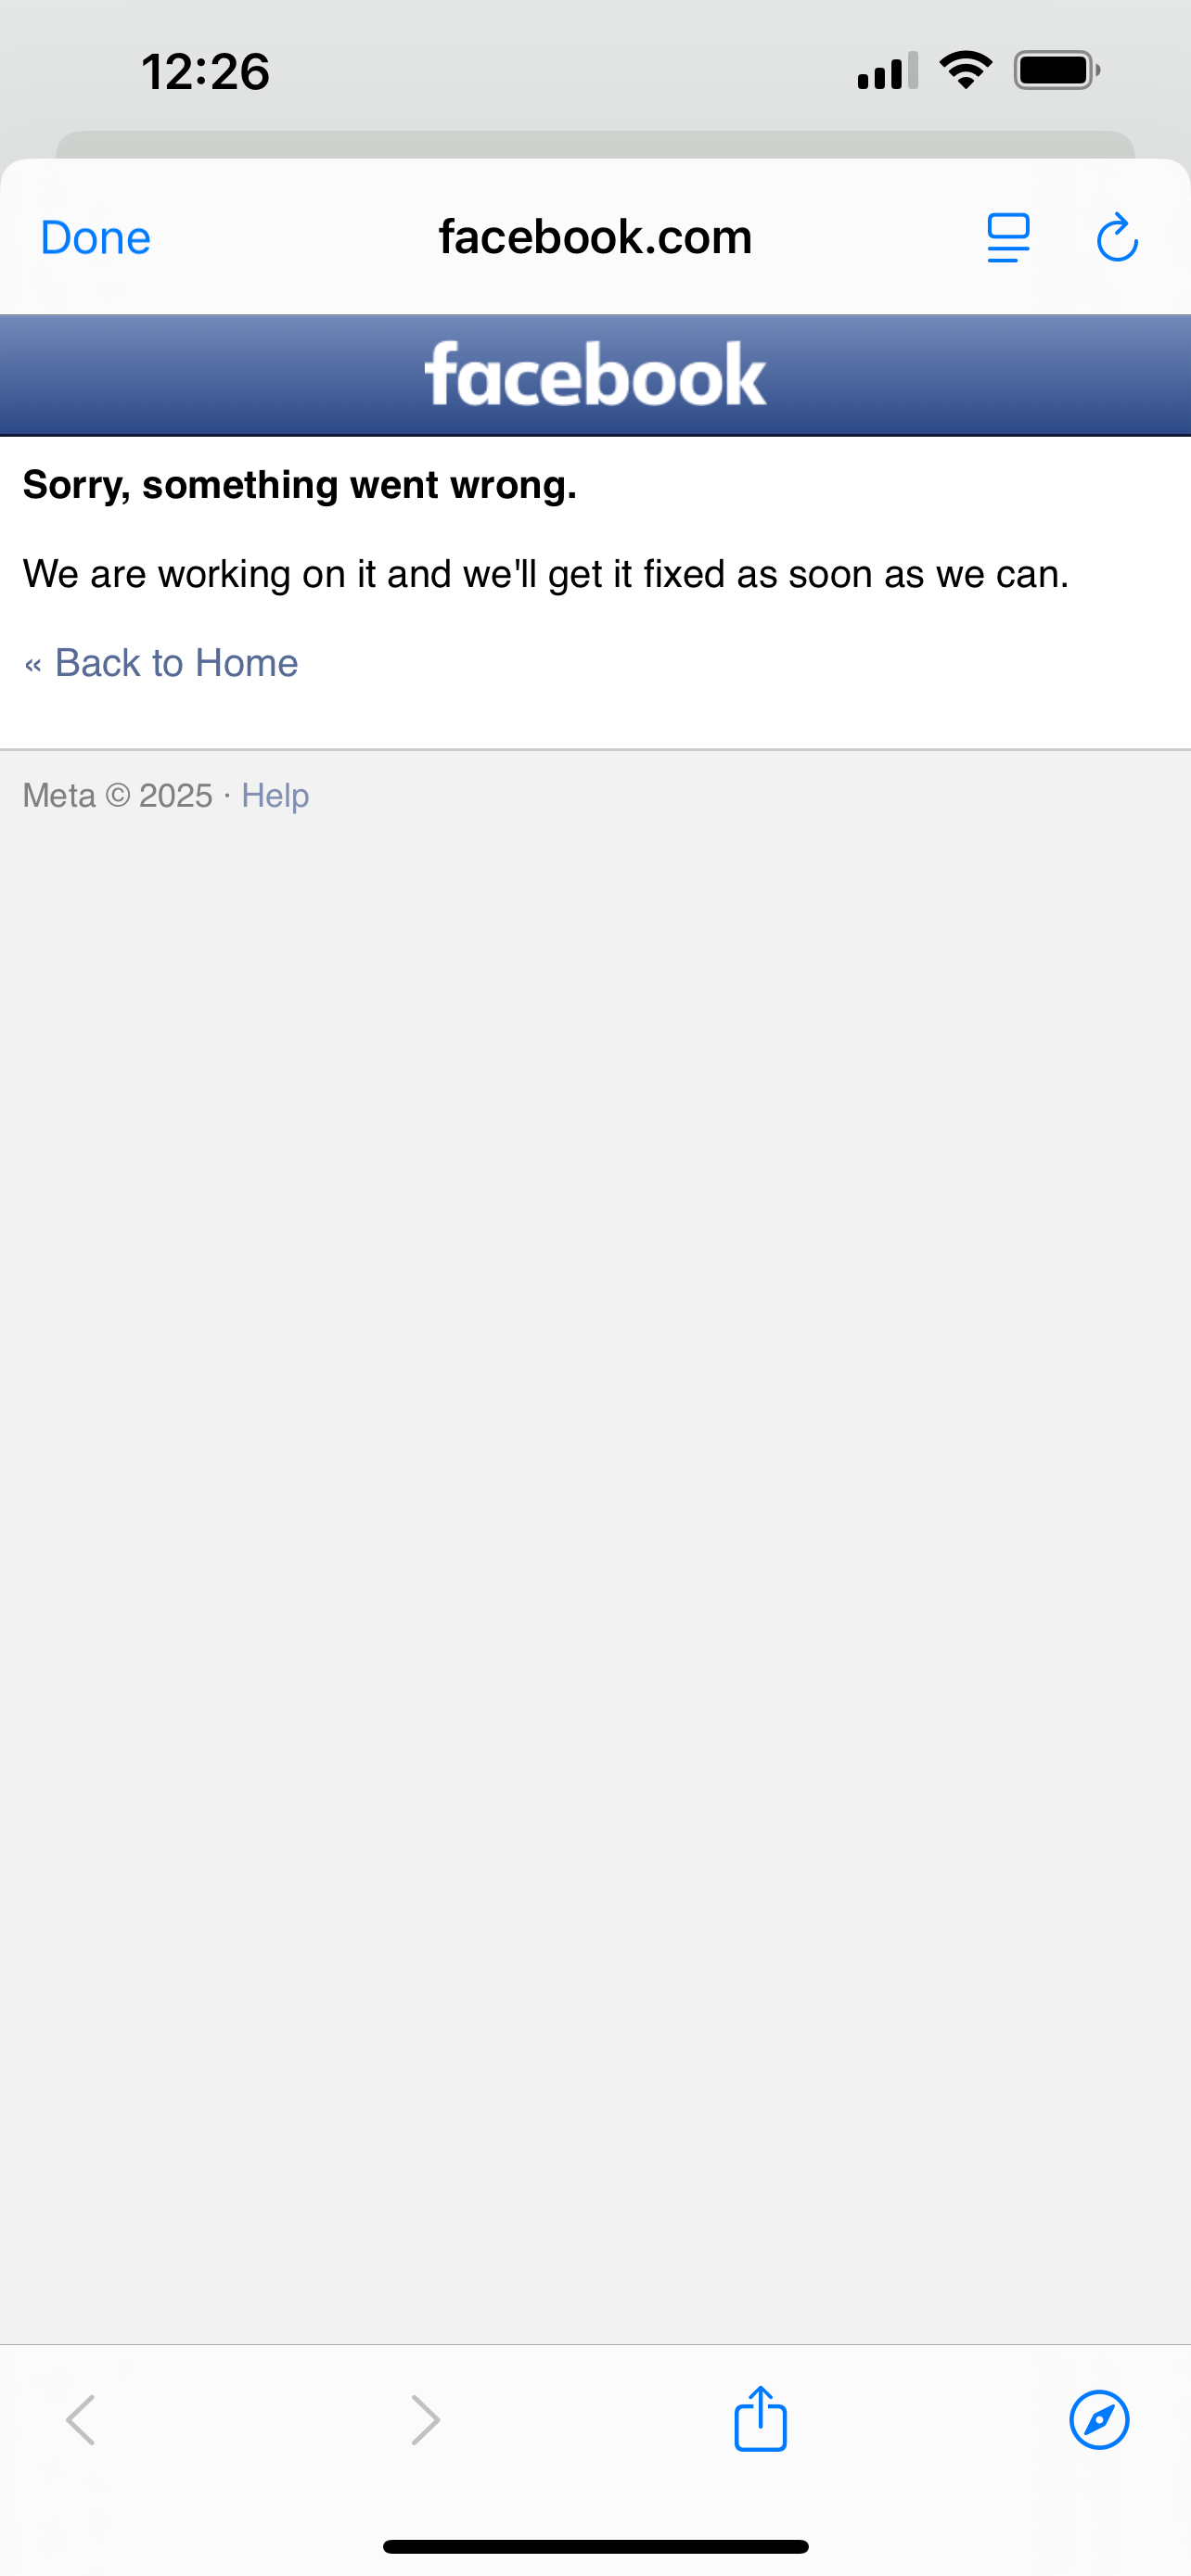 12:26
Done facebook.com
facebook
Sorry, something went wrong.
We are working on it and we'll get it fixed as soon as we can.
« Back to Home
Meta © 2025 · Help